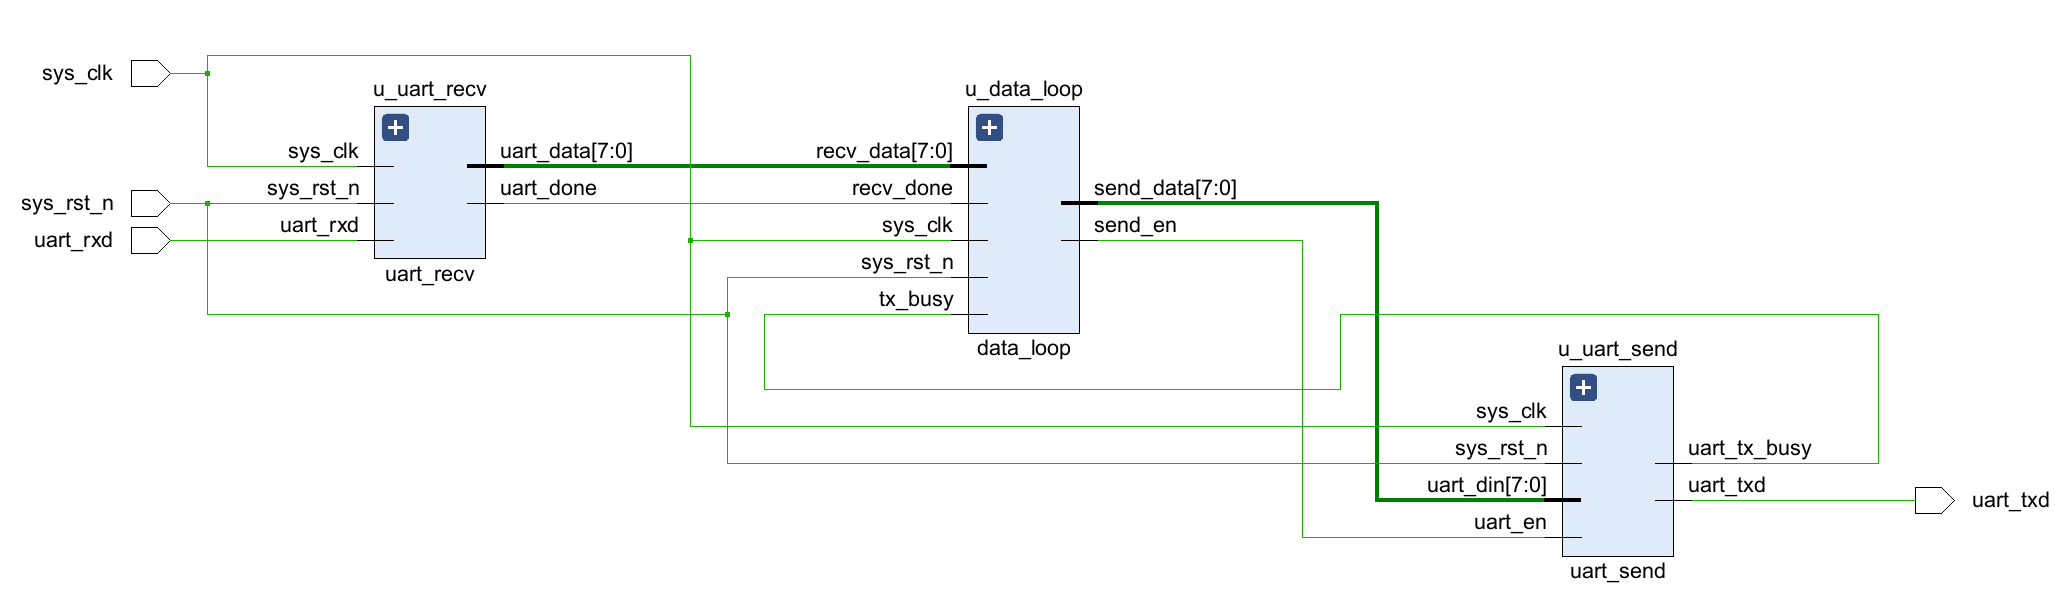 sys_clk
sys_rst_n
uart_rxd
u_uart_recv
sys_clk
sys_rst_n
uart_rxd
uart_data[7:0]
uart_done
uart_recv
u_data_loop
recv_data[7:0]
recv_done
sys_clk
sys_rst_n
tx_busy
send_data[7:0]
send_en
data_loop
u_uart_send
sys_clk
sys_rst_n
uart_din[7:0]
uart_en
uart_tx_busy
uart_txd
uart_send
uart_txd